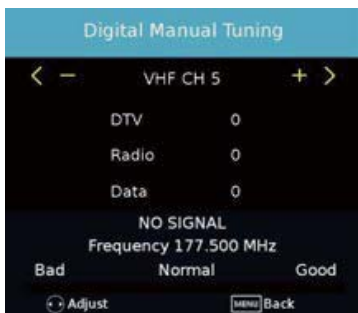 Digital Manual Tuning
< − VHF CH 5 + >
DTV 0
Radio 0
Data 0
NO SIGNAL
Frequency 177.500 MHz
Bad Normal Good
Adjust MENU Back